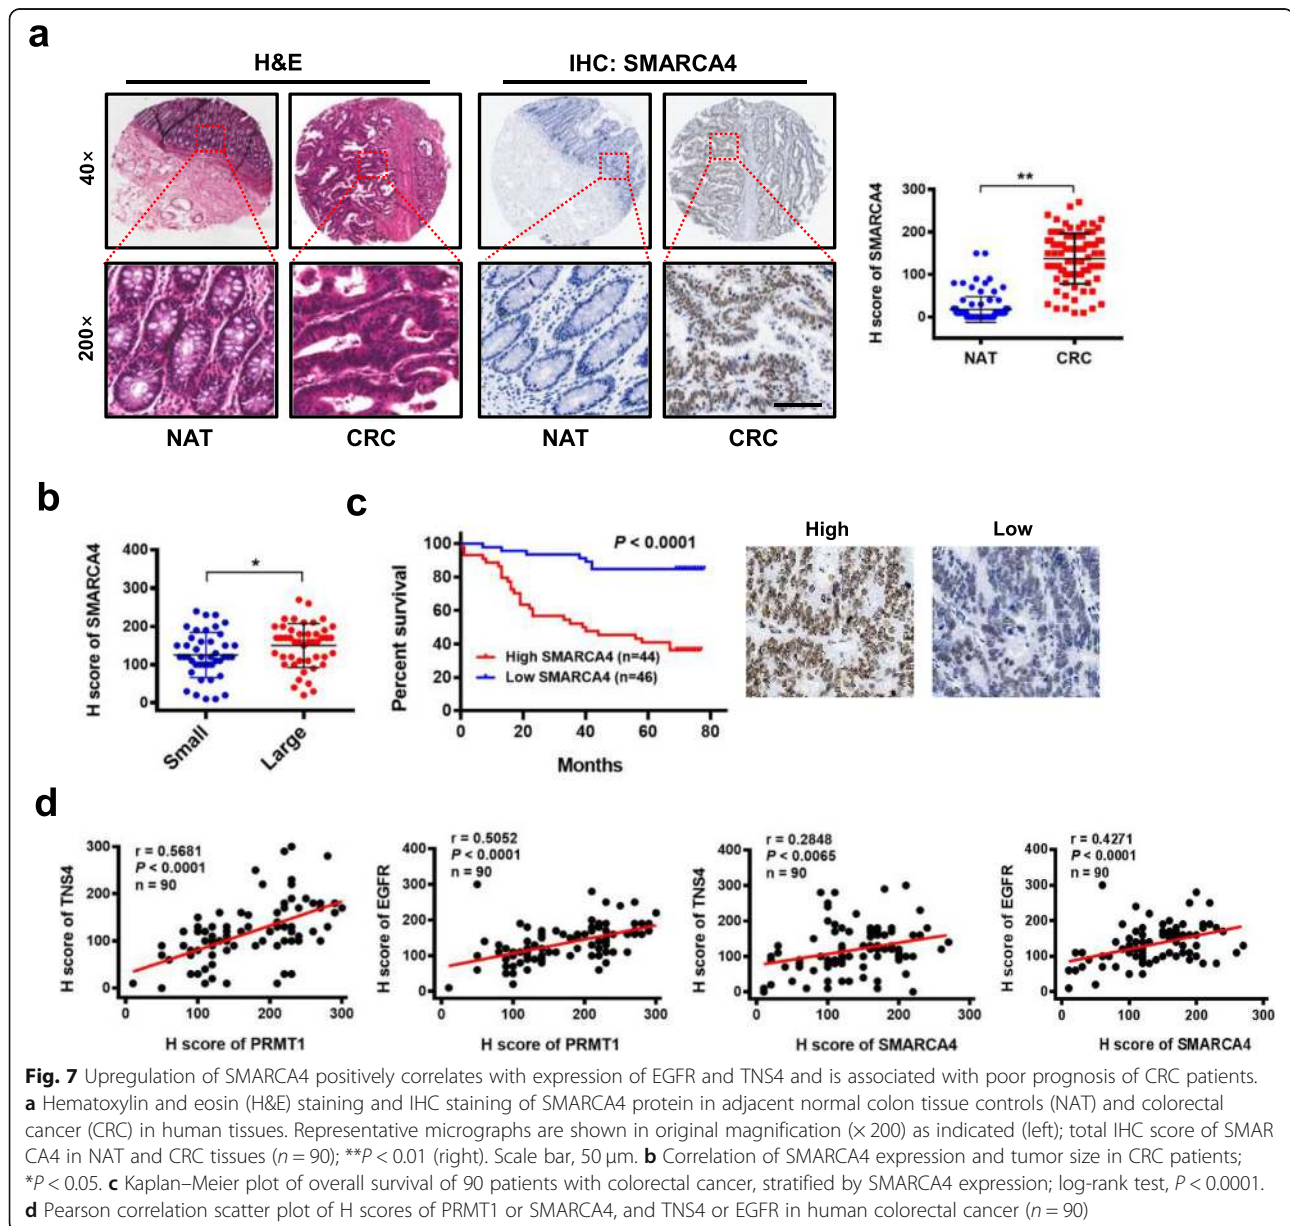 a
H&E
IHC: SMARCA4
40×
200×
NAT
CRC
NAT
CRC
H score of SMARCA4
300
200
100
0
**
NAT
CRC
b
H score of SMARCA4
400
300
200
100
0
*
Small
Large
c
Percent survival
100
80
60
40
20
0
P < 0.0001
High SMARCA4 (n=44)
Low SMARCA4 (n=46)
0 20 40 60 80
Months
High
Low
d
H score of TNS4
300
200
100
0
r = 0.5681
P < 0.0001
n = 90
0 100 200 300
H score of PRMT1
H score of EGFR
400
300
200
100
0
r = 0.5052
P < 0.0001
n = 90
0 100 200 300
H score of PRMT1
H score of TNS4
400
300
200
100
0
r = 0.2848
P < 0.0065
n = 90
0 100 200 300
H score of SMARCA4
H score of EGFR
400
300
200
100
0
r = 0.4271
P < 0.0001
n = 90
0 100 200 300
H score of SMARCA4
Fig. 7 Upregulation of SMARCA4 positively correlates with expression of EGFR and TNS4 and is associated with poor prognosis of CRC patients.
a Hematoxylin and eosin (H&E) staining and IHC staining of SMARCA4 protein in adjacent normal colon tissue controls (NAT) and colorectal
cancer (CRC) in human tissues. Representative micrographs are shown in original magnification (× 200) as indicated (left); total IHC score of SMAR
CA4 in NAT and CRC tissues (n = 90); **P < 0.01 (right). Scale bar, 50 μm. b Correlation of SMARCA4 expression and tumor size in CRC patients;
*P < 0.05. c Kaplan–Meier plot of overall survival of 90 patients with colorectal cancer, stratified by SMARCA4 expression; log-rank test, P < 0.0001.
d Pearson correlation scatter plot of H scores of PRMT1 or SMARCA4, and TNS4 or EGFR in human colorectal cancer (n = 90)